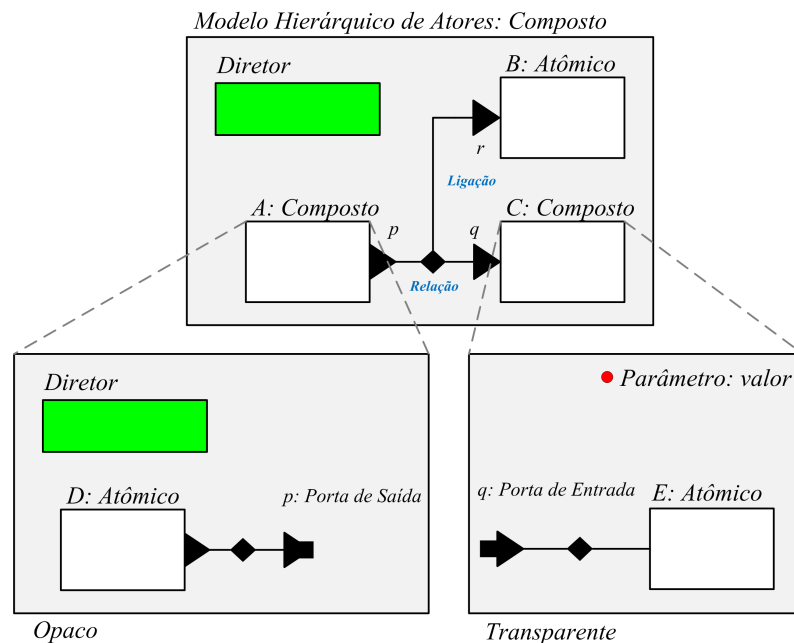 Modelo Hierárquico de Atores: Composto
Diretor
B: Atômico
r
Ligação
A: Composto
C: Composto
p
q
Relação
Diretor
Parâmetro: valor
D: Atômico
p: Porta de Saída
q: Porta de Entrada
E: Atômico
Opaco
Transparente